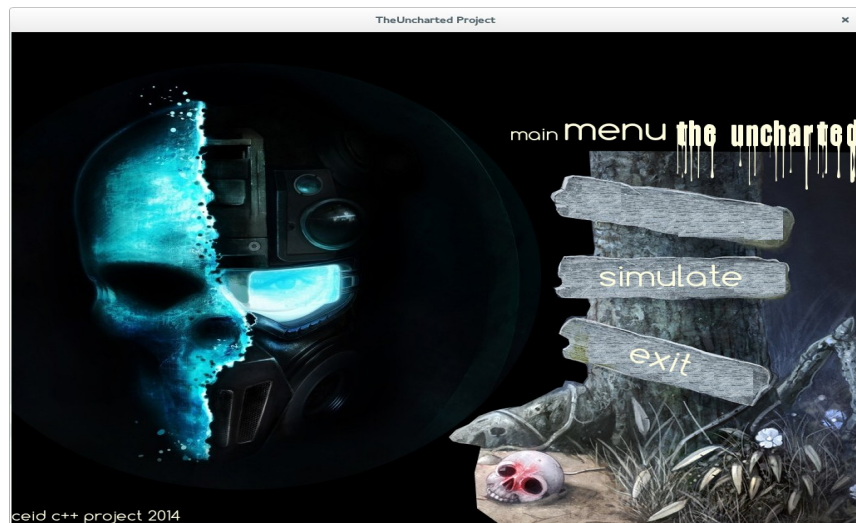 TheUncharted Project
main menu the uncharted
simulate
exit
ceid c++ project 2014